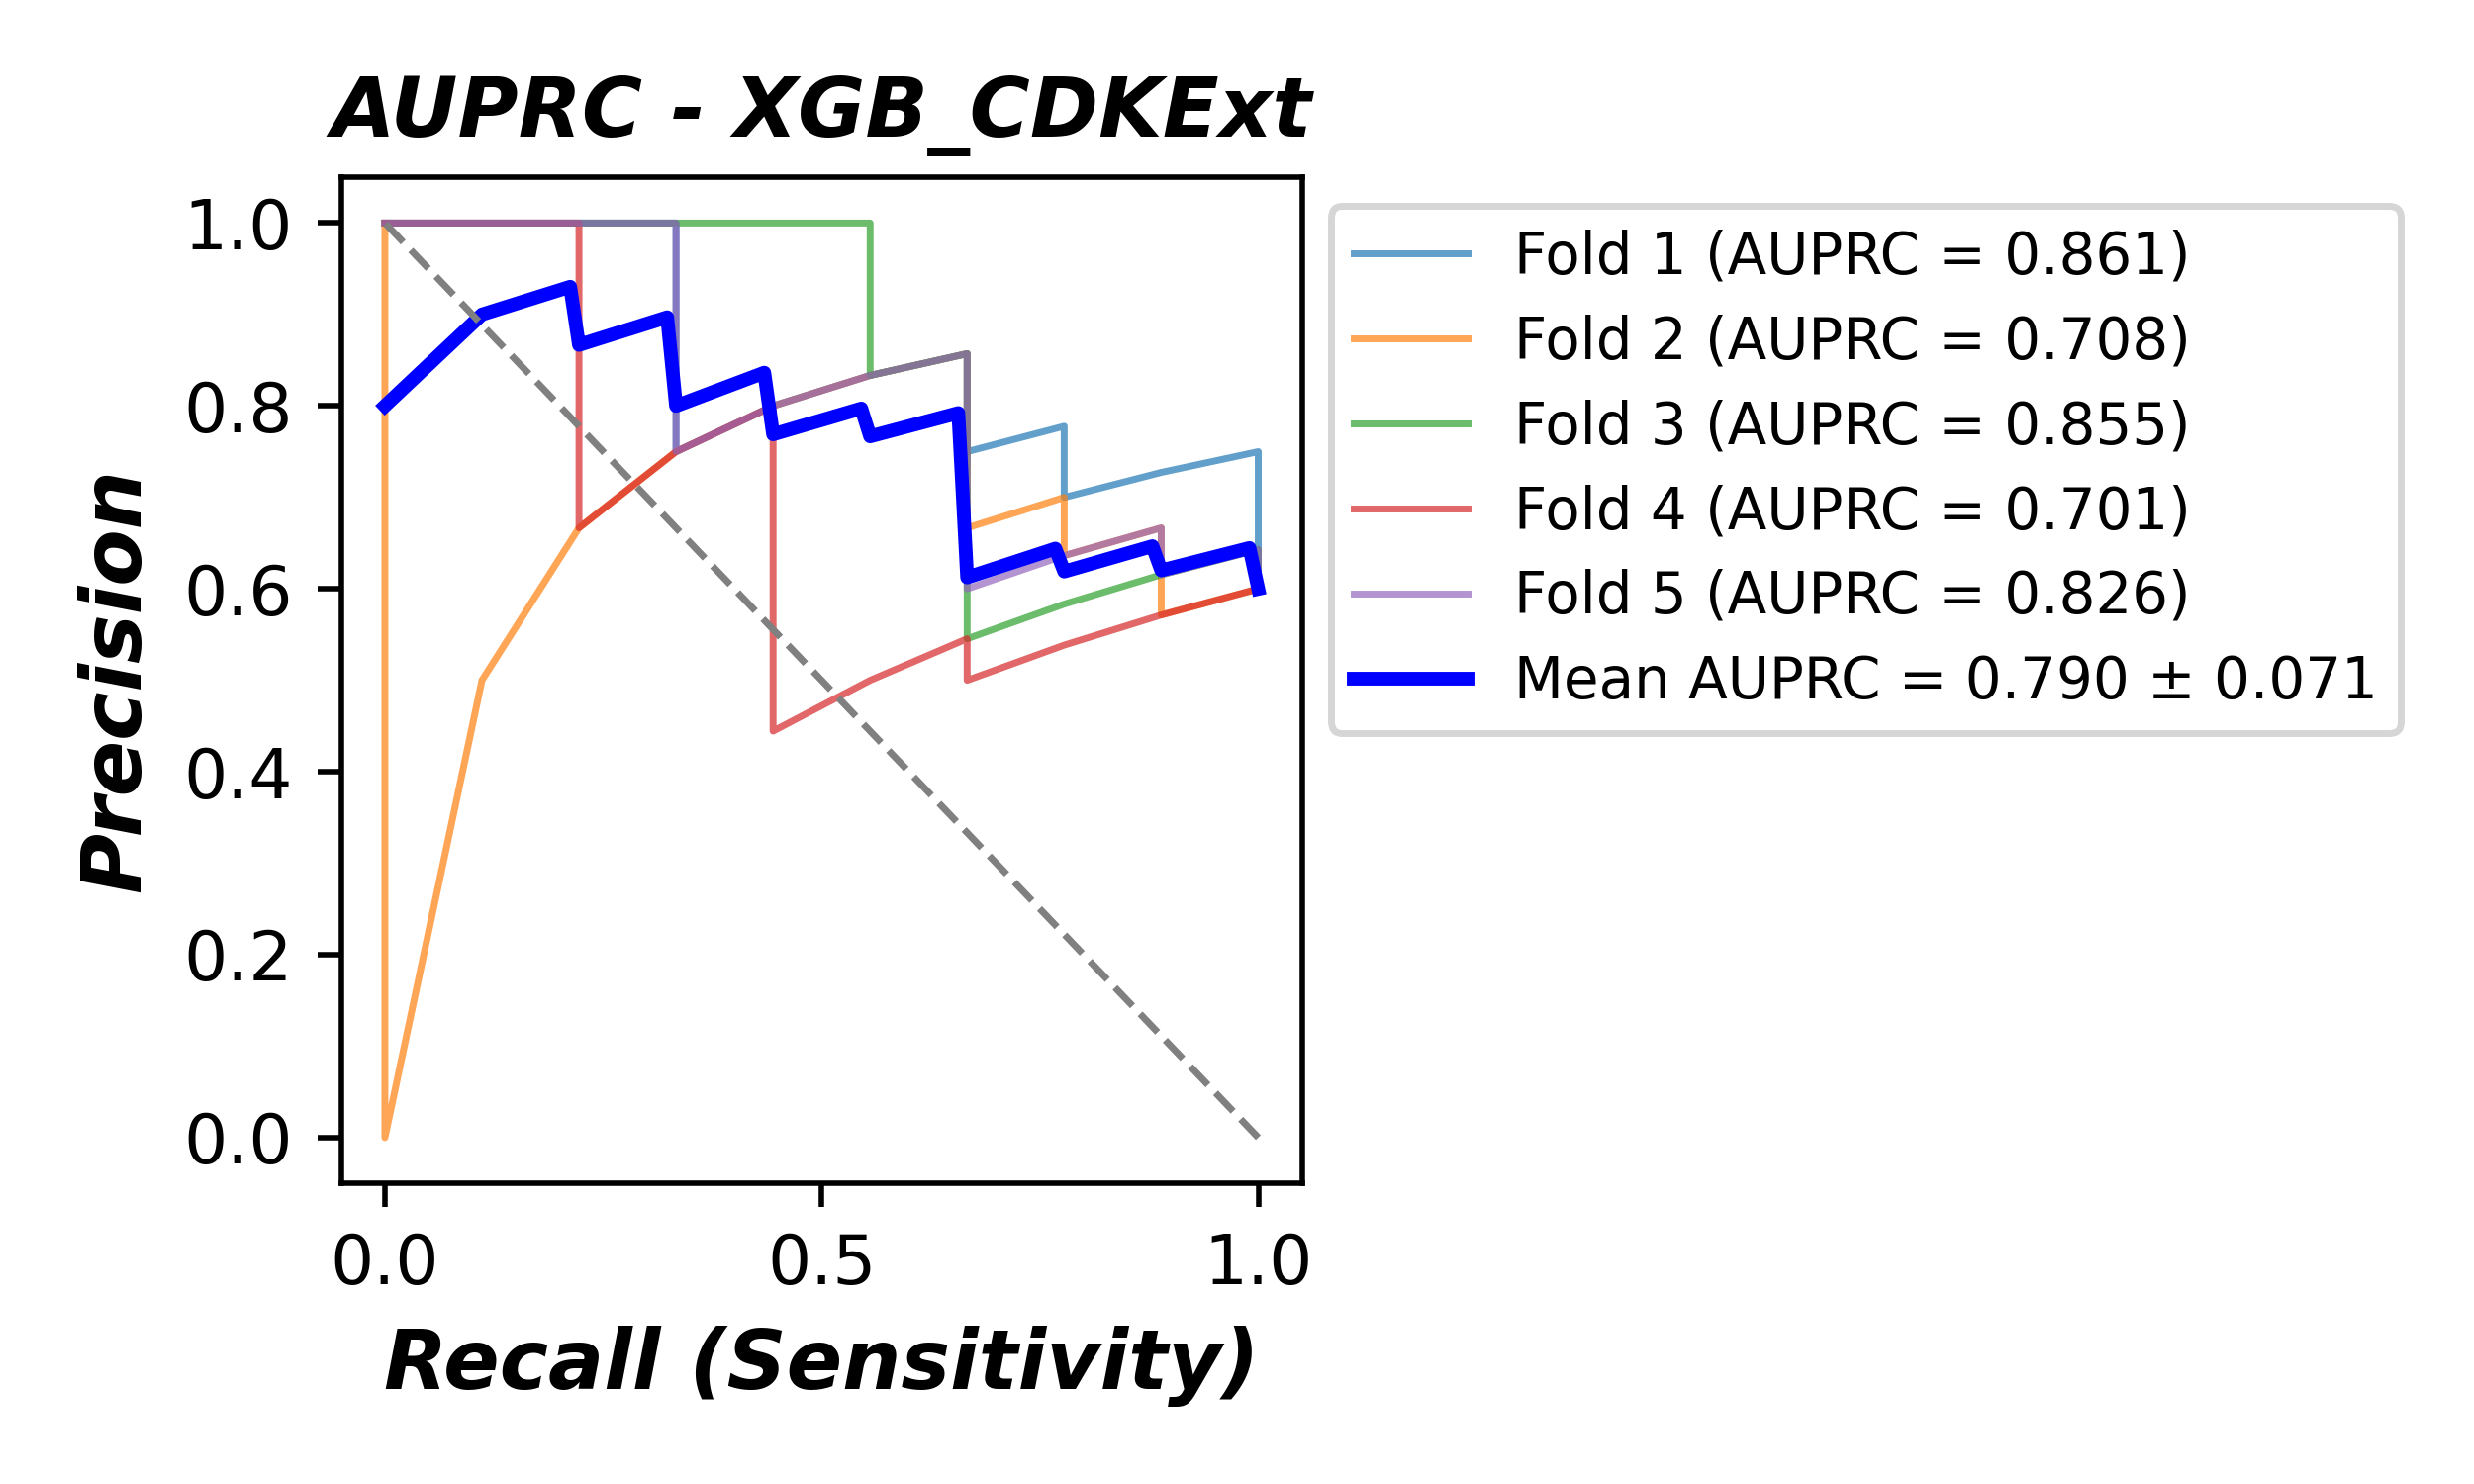 AUPRC - XGB_CDKExt
Precision
1.0
0.8
0.6
0.4
0.2
0.0
0.0 0.5 1.0
Recall (Sensitivity)
Fold 1 (AUPRC = 0.861)
Fold 2 (AUPRC = 0.708)
Fold 3 (AUPRC = 0.855)
Fold 4 (AUPRC = 0.701)
Fold 5 (AUPRC = 0.826)
Mean AUPRC = 0.790 ± 0.071